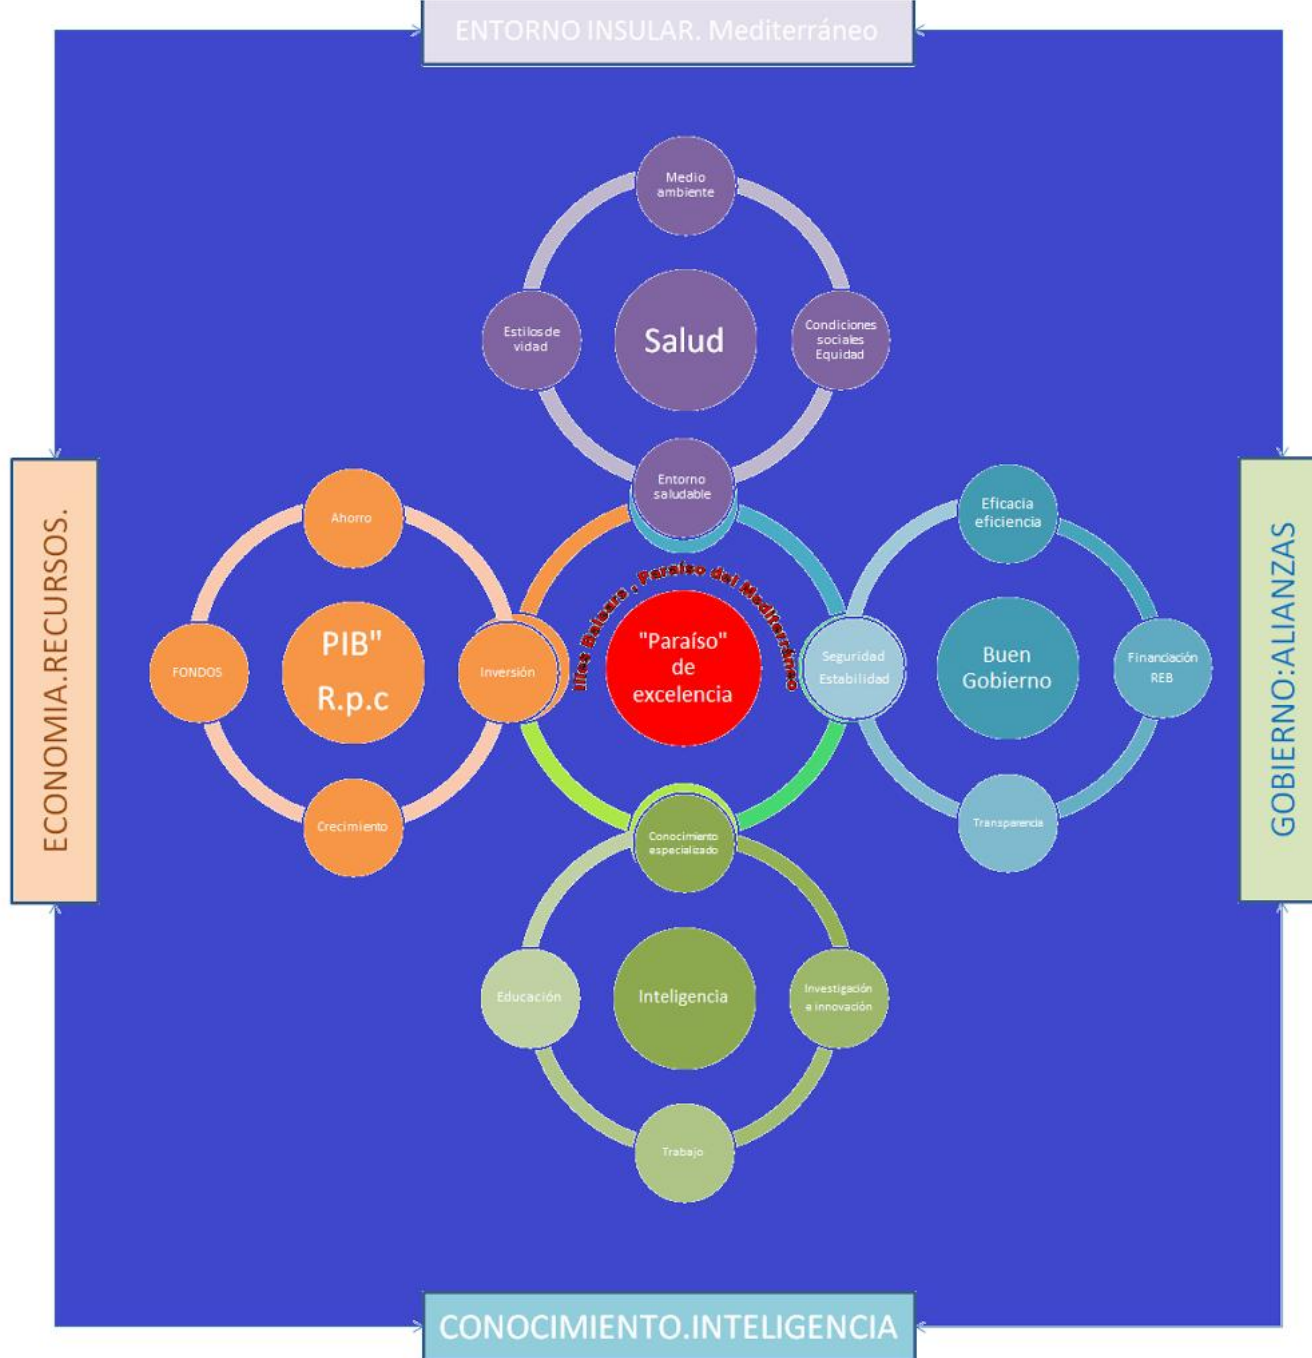 ENTORNO INSULAR. Mediterráneo
Medio
ambiente
Salud
Estilos de
vidad
Condiciones
sociales
Equidad
Entorno
saludable
ECONOMIA.RECURSOS.
Ahorro
PIB"
R.p.c
FONDOS
Inversión
Crecimiento
Illes Balears , Paraíso del Mediterráneo
"Paraíso"
de
excelencia
Eficacia
eficiencia
Seguridad
Estabilidad
Buen
Gobierno
Financiación
REB
Transparencia
GOBIERNO:ALIANZAS
Conocimiento
especializado
Educación
Inteligencia
Investigación
e innovación
Trabajo
CONOCIMIENTO.INTELIGENCIA